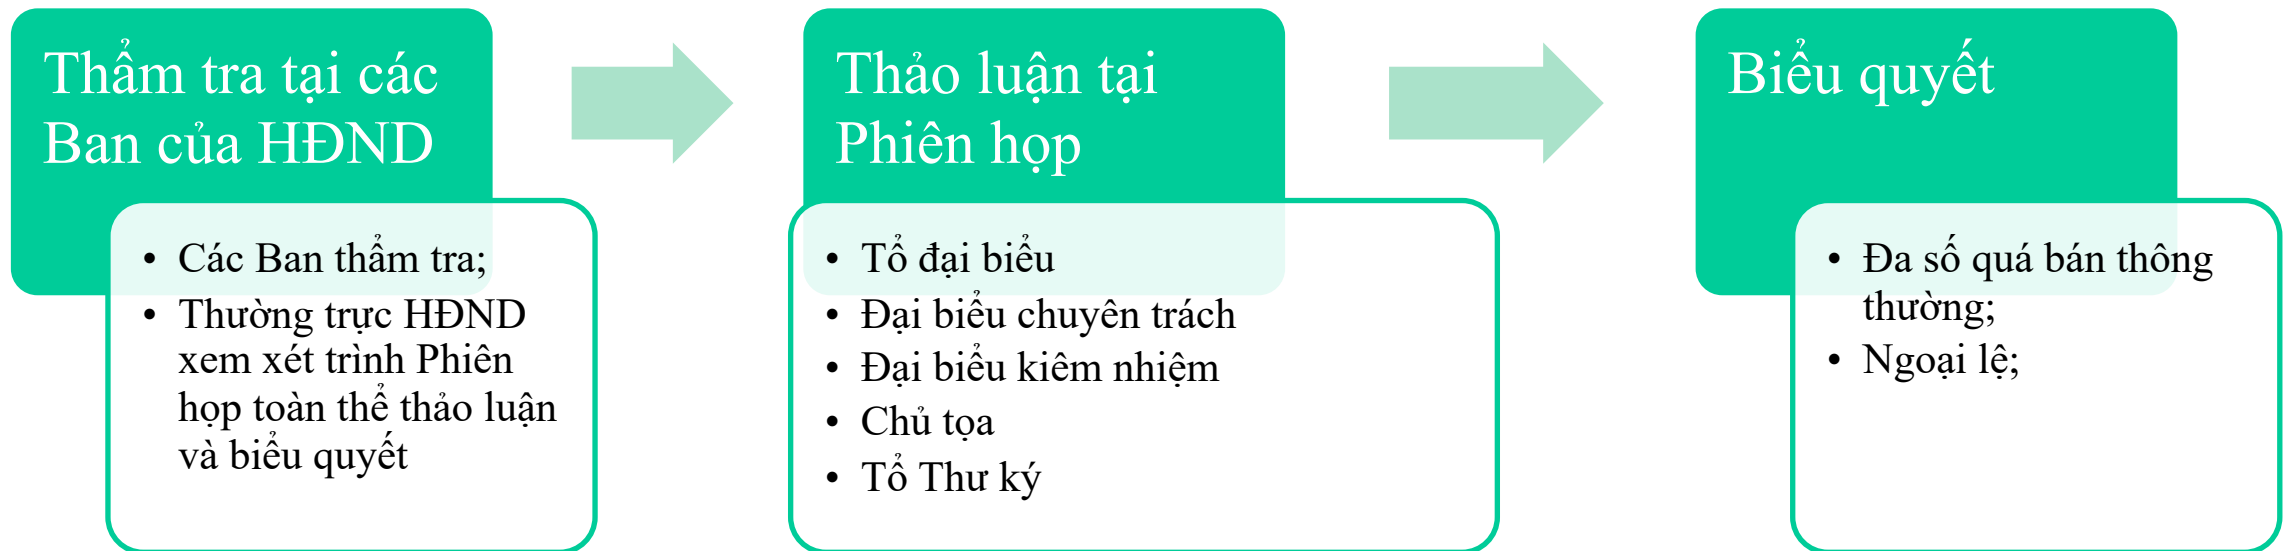 Thẩm tra tại các
Ban của HĐND
• Các Ban thẩm tra;
• Thường trực HĐND
xem xét trình Phiên
họp toàn thể thảo luận
và biểu quyết
Thảo luận tại
Phiên họp
• Tổ đại biểu
• Đại biểu chuyên trách
• Đại biểu kiêm nhiệm
• Chủ tọa
• Tổ Thư ký
Biểu quyết
• Đa số quá bán thông
thường;
• Ngoại lệ;